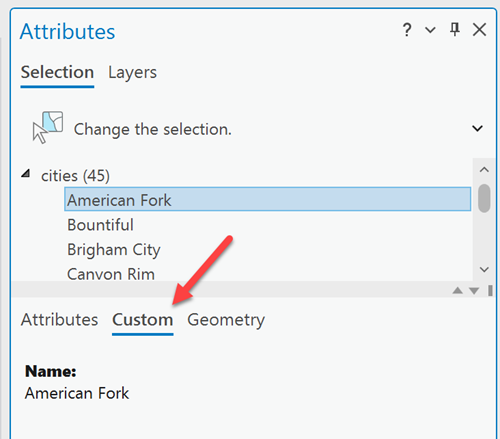 Attributes
Selection Layers
Change the selection.
cities (45)
American Fork
Bountiful
Brigham City
Canyon Rim
Attributes Custom Geometry
Name:
American Fork